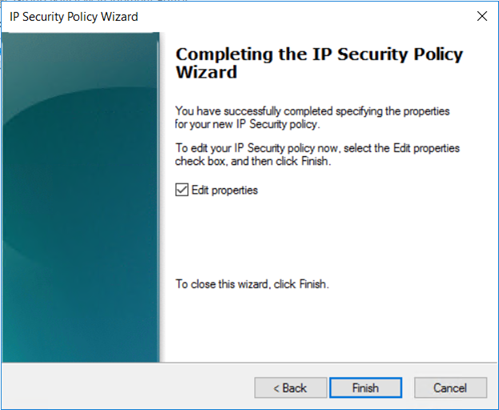 IP Security Policy Wizard
Completing the IP Security Policy
Wizard
You have successfully completed specifying the properties
for your new IP Security policy.
To edit your IP Security policy now, select the Edit properties
check box, and then click Finish.
Edit properties
To close this wizard, click Finish.
< Back
Finish
Cancel